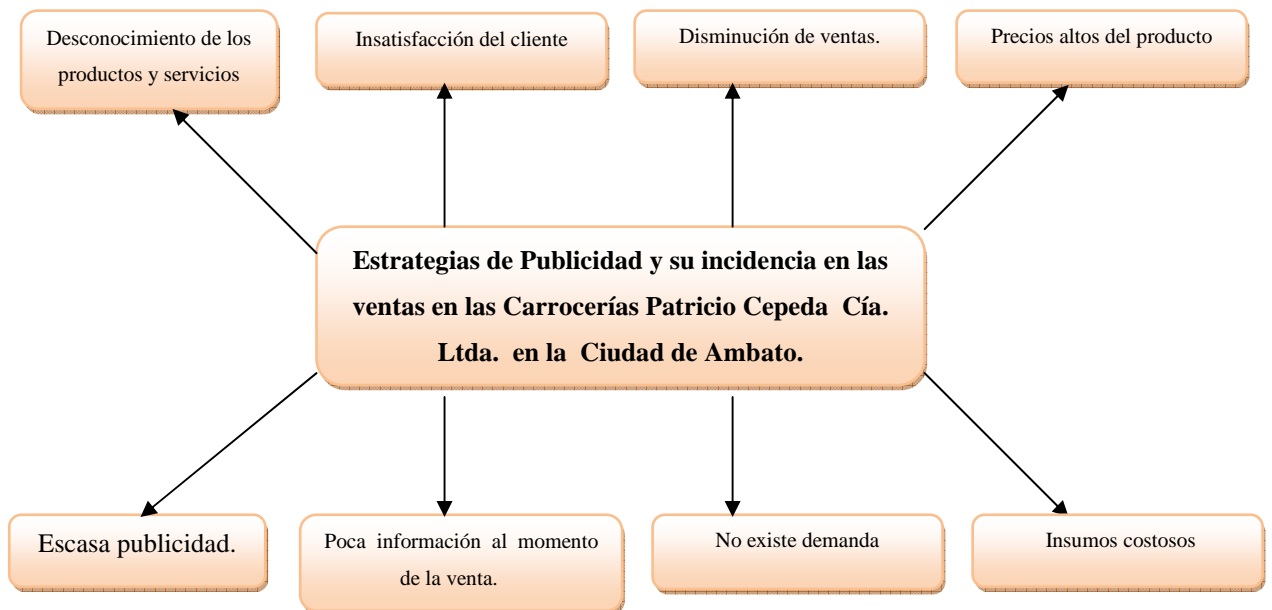 Desconocimiento de los
productos y servicios
Insatisfacción del cliente
Disminución de ventas.
Precios altos del producto
Estrategias de Publicidad y su incidencia en las
ventas en las Carrocerías Patricio Cepeda Cía.
Ltda. en la Ciudad de Ambato.
Escasa publicidad.
Poca información al momento
de la venta.
No existe demanda
Insumos costosos